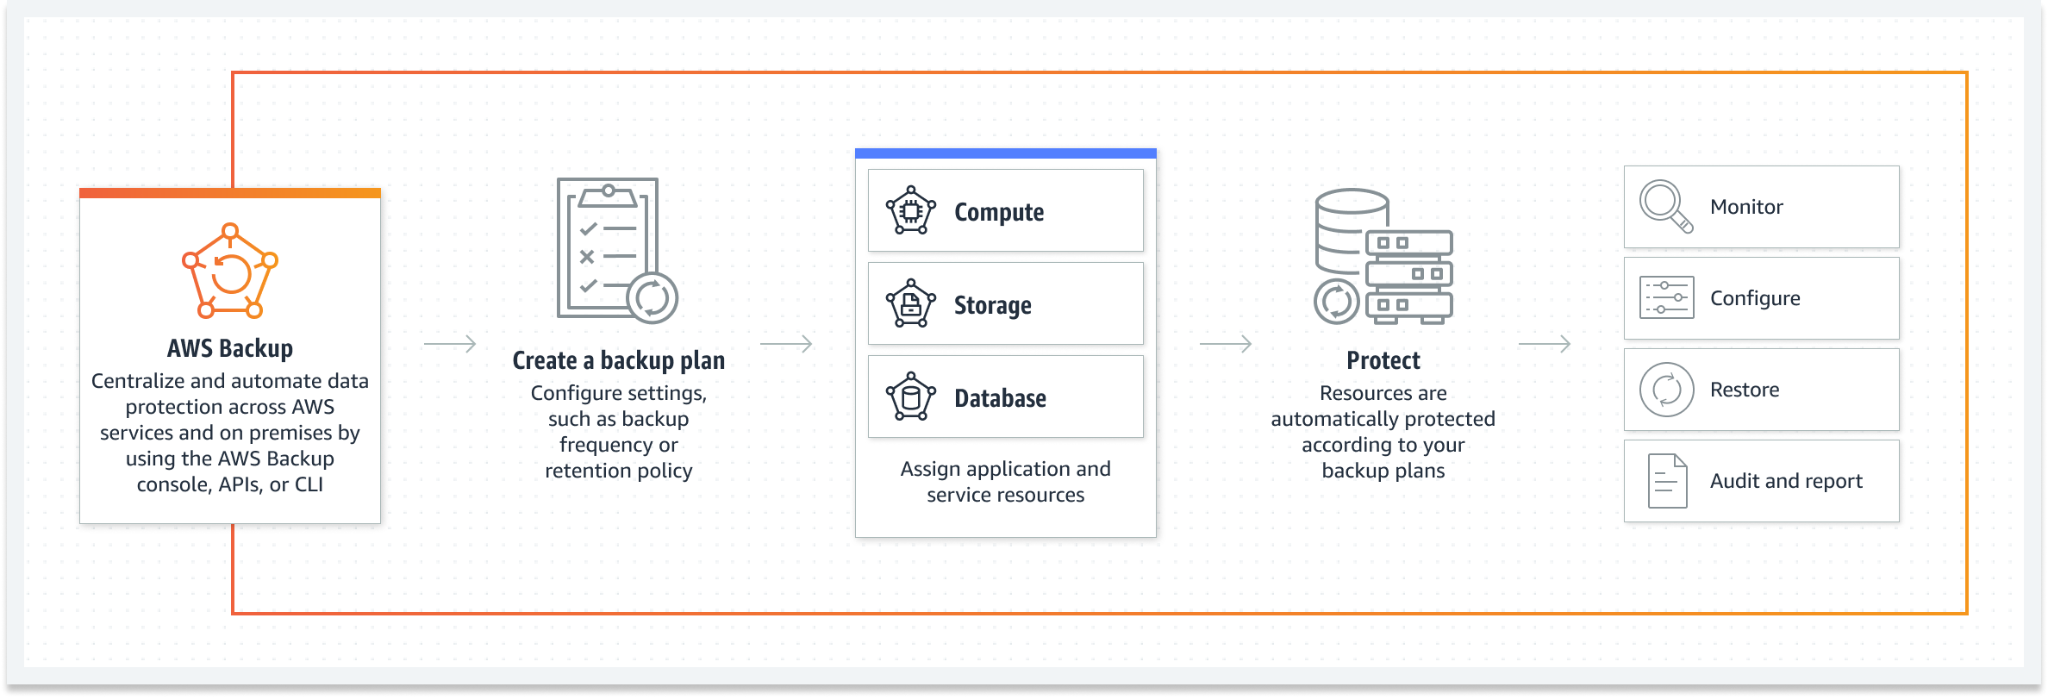 AWS Backup
Centralize and automate data
protection across AWS
services and on premises by
using the AWS Backup
console, APIs, or CLI
Create a backup plan
Configure settings,
such as backup
frequency or
retention policy
Compute
Storage
Database
Assign application and
service resources
Protect
Resources are
automatically protected
according to your
backup plans
Monitor
Configure
Restore
Audit and report